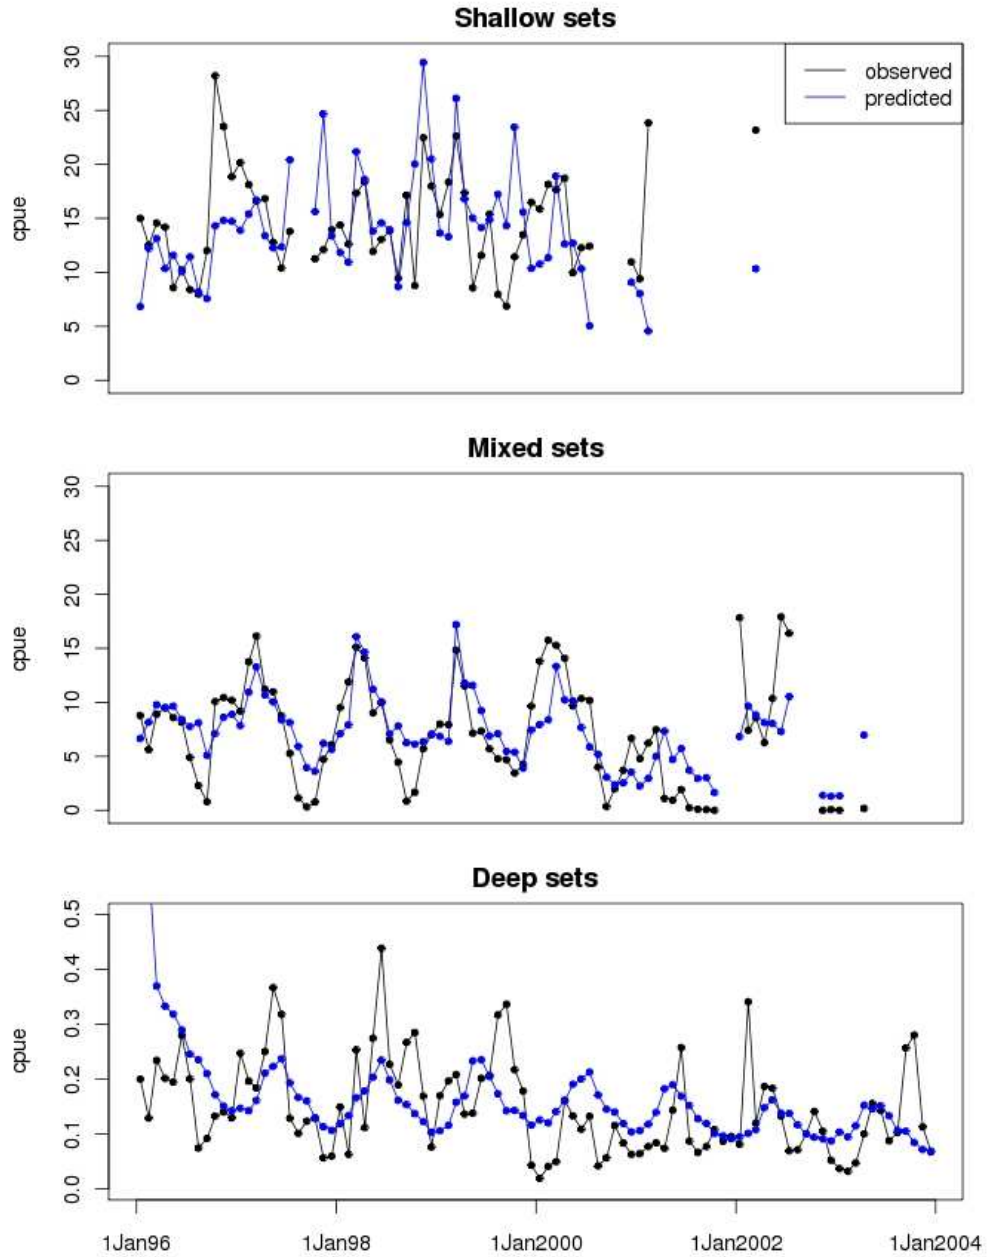 Shallow sets
30
25
20
15
10
5
0
cpue
observed
predicted
Mixed sets
30
25
20
15
10
5
0
cpue
Deep sets
0.5
0.4
0.3
0.2
0.1
0.0
cpue
1Jan96
1Jan98
1Jan2000
1Jan2002
1Jan2004